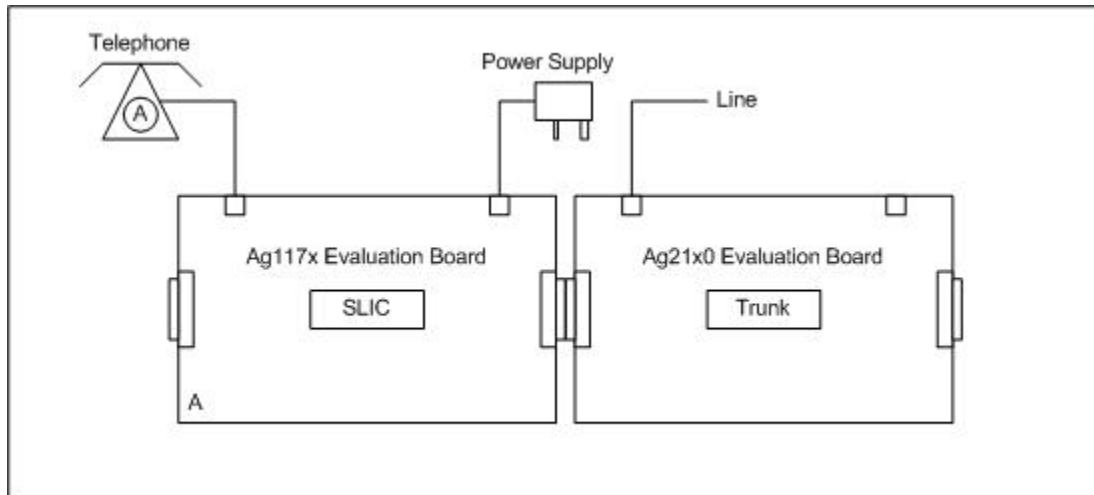 Telephone
Power Supply
A
Line
Ag117x Evaluation Board
Ag21x0 Evaluation Board
SLIC
Trunk
A